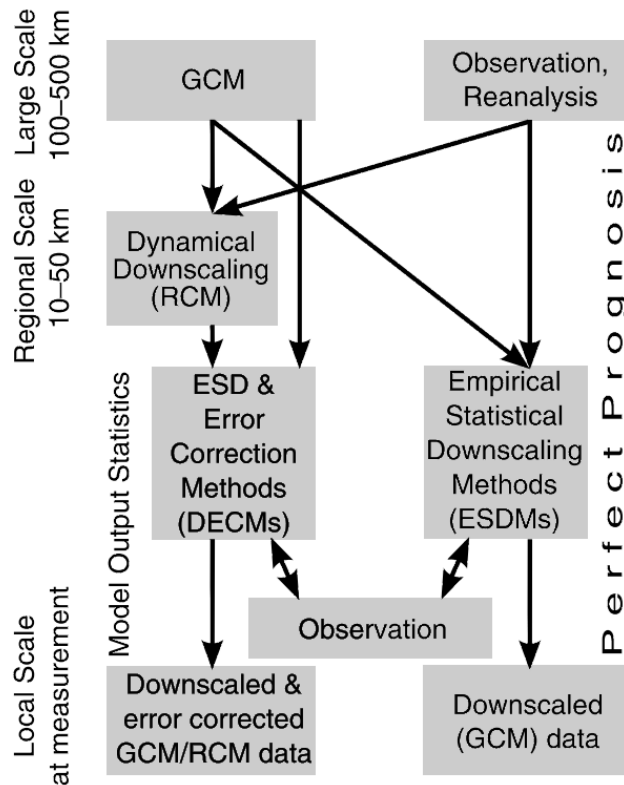 Large Scale
100–500 km
GCM
Observation,
Reanalysis
Regional Scale
10–50 km
Dynamical
Downscaling
(RCM)
Perfect Prognosis
Model Output Statistics
ESD &
Error
Correction
Methods
(DECMs)
Empirical
Statistical
Downscaling
Methods
(ESDMs)
Observation
Local Scale
at measurement
Downscaled &
error corrected
GCM/RCM data
Downscaled
(GCM) data